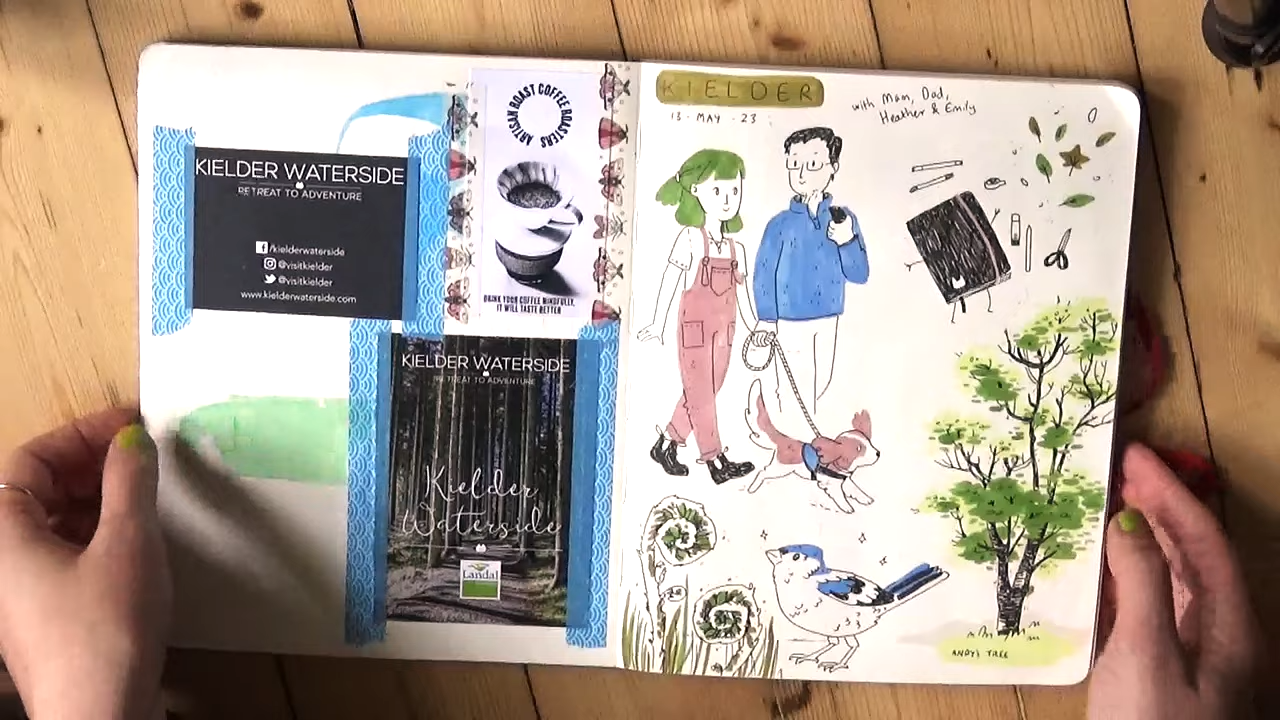 KIELDER WATERSIDE
RETREAT TO ADVENTURE
/kielderwaterside
@visitkielder
@visitkielder
www.kielderwaterside.com
ARTISAN ROAST COFFEE ROASTERS
DRINK YOUR COFFEE MINDFULLY,
IT WILL TASTE BETTER
KIELDER WATERSIDE
RETREAT TO ADVENTURE
Kielder
Waterside
Landal
KIELDER
13 · MAY · 23
with Mam, Dad,
Heather & Emily
ANDY'S TREE